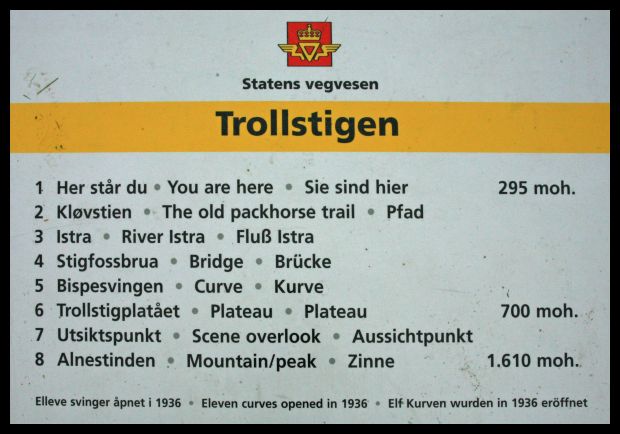 Statens vegvesen
Trollstigen
1 Her står du • You are here • Sie sind hier 295 moh.
2 Kløvstien • The old packhorse trail • Pfad
3 Istra • River Istra • Fluß Istra
4 Stigfossbrua • Bridge • Brücke
5 Bispesvingen • Curve • Kurve
6 Trollstigplatået • Plateau • Plateau 700 moh.
7 Utsiktspunkt • Scene overlook • Aussichtpunkt
8 Alnestinden • Mountain/peak • Zinne 1.610 moh.
Elleve svinger åpnet i 1936 • Eleven curves opened in 1936 • Elf Kurven wurden in 1936 eröffnet